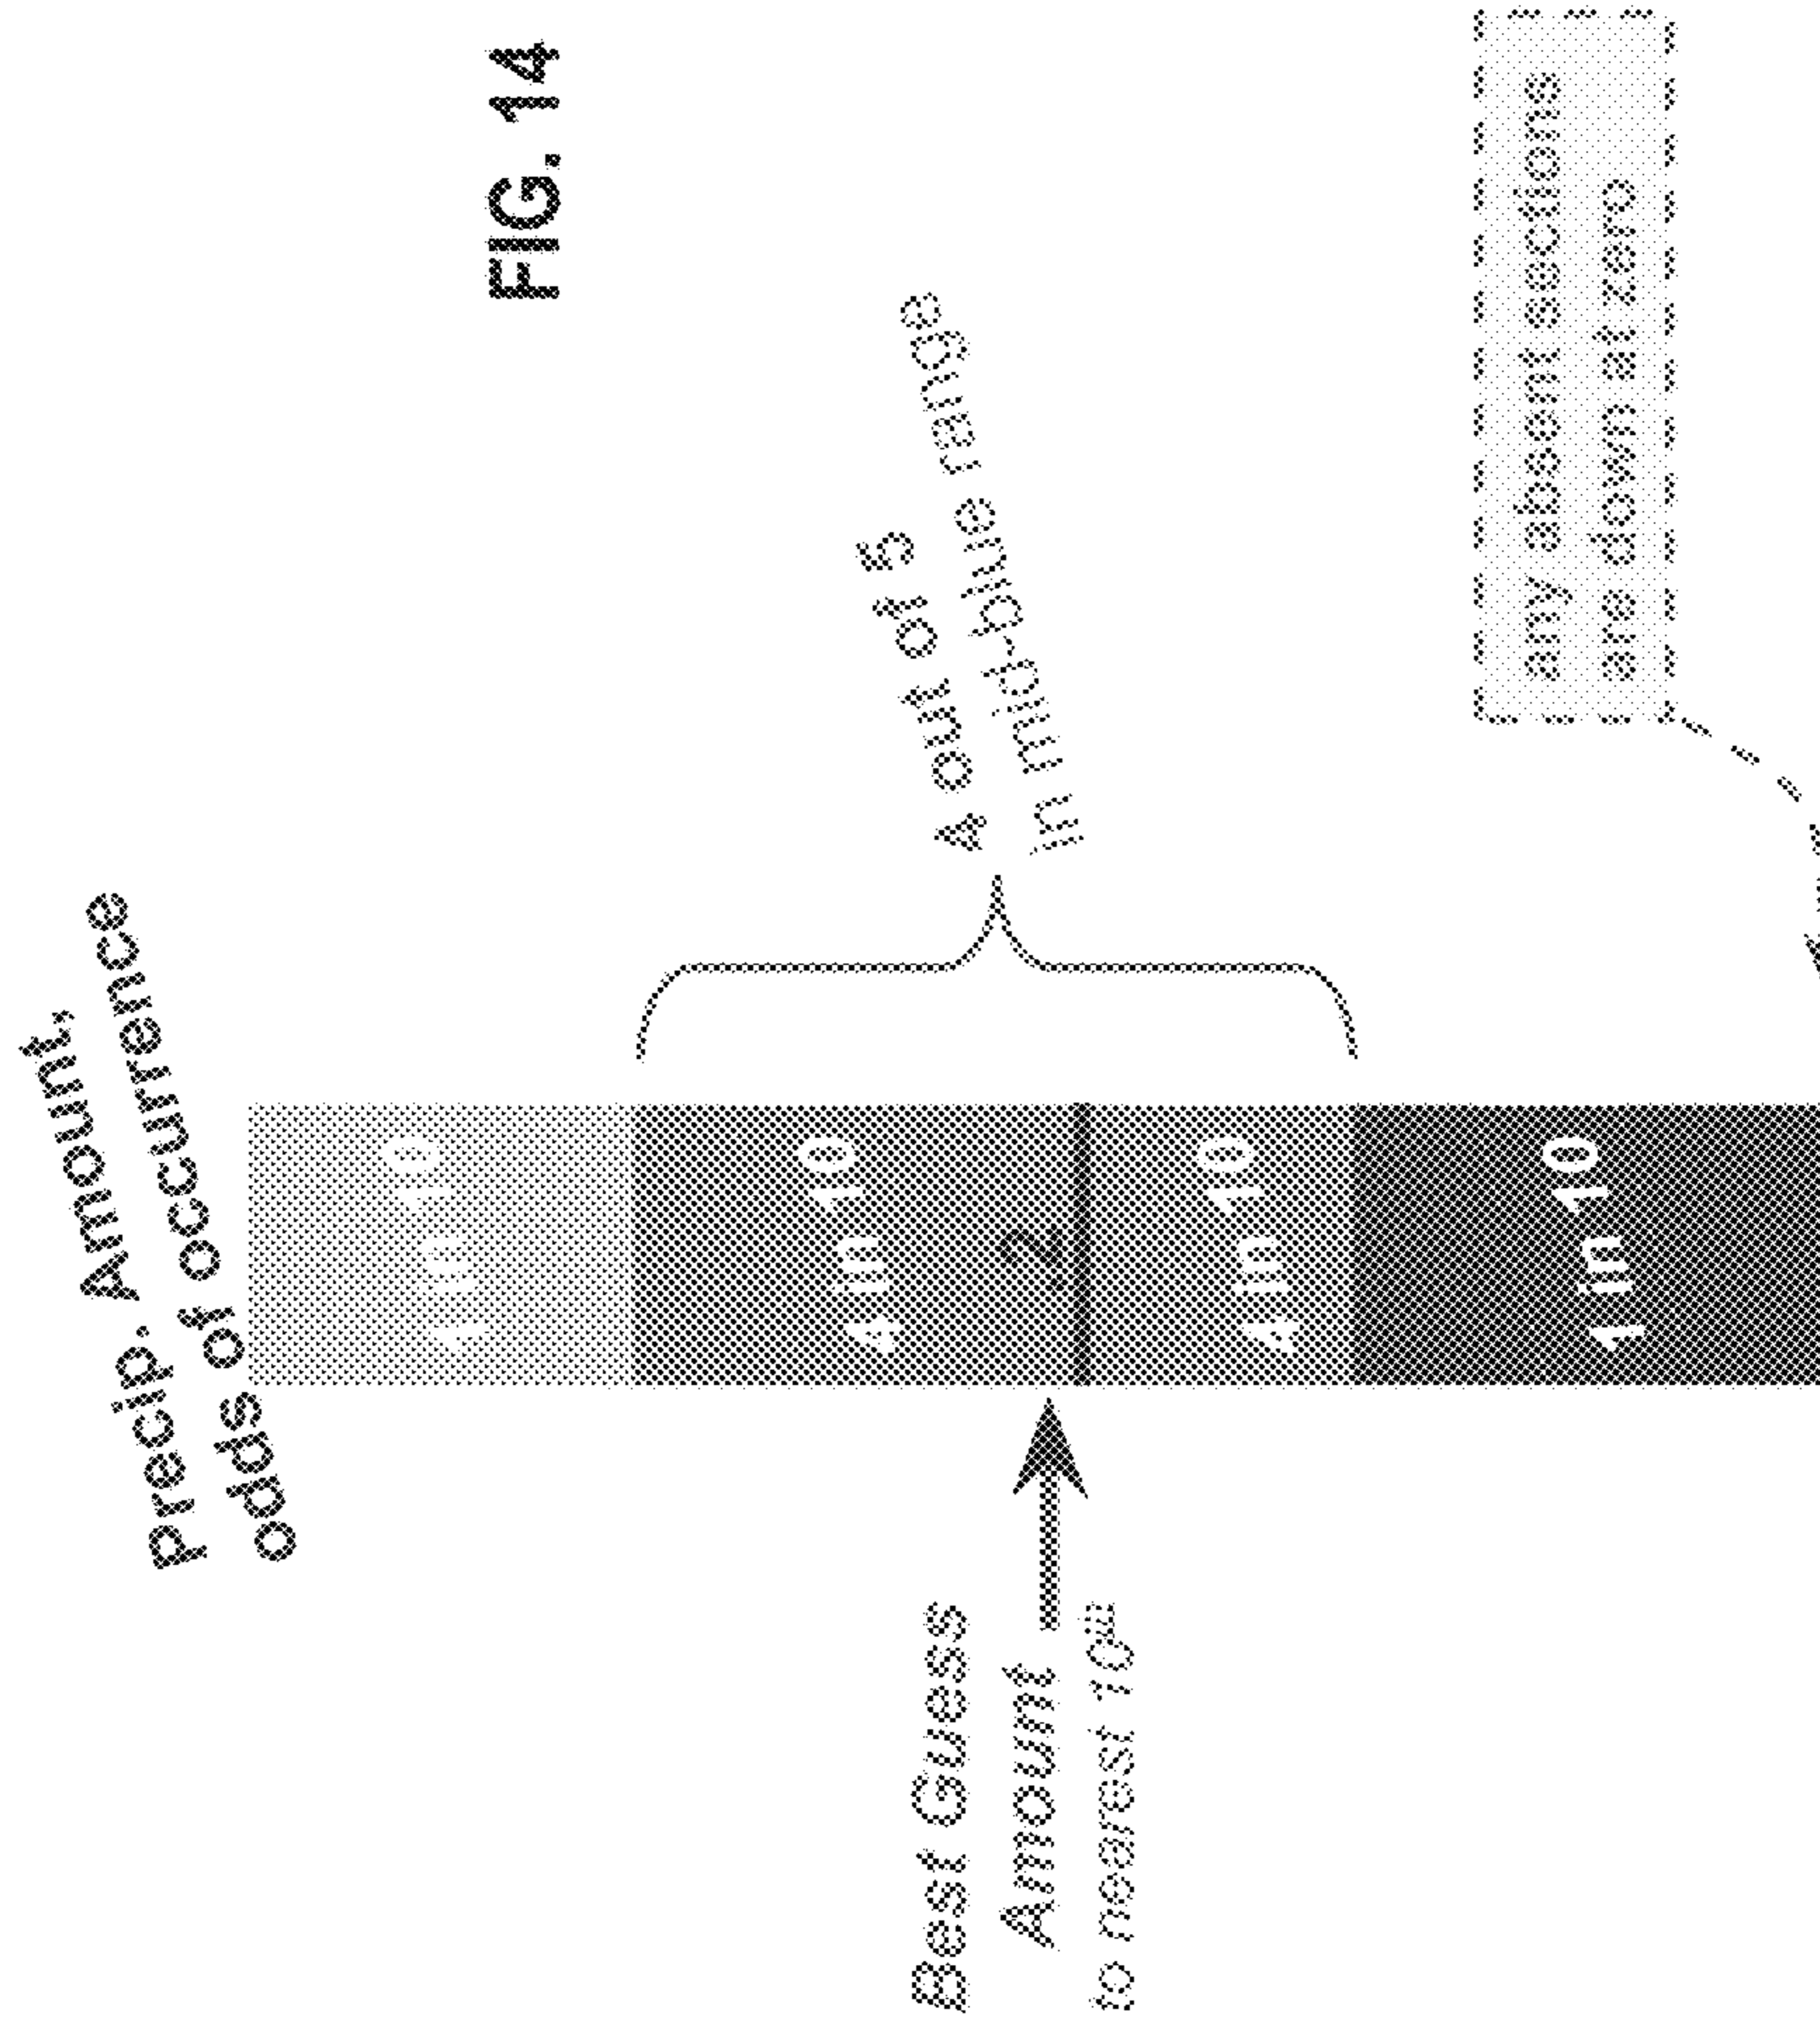 FIG. 14
Precip. Amount,
odds of occurrence
1 in 10
4 in 10
.2
4 in 10
1 in 10
4 out of 5
in mid-blue range
Best Guess
Amount
to nearest 10th
any absent sections
are down at zero